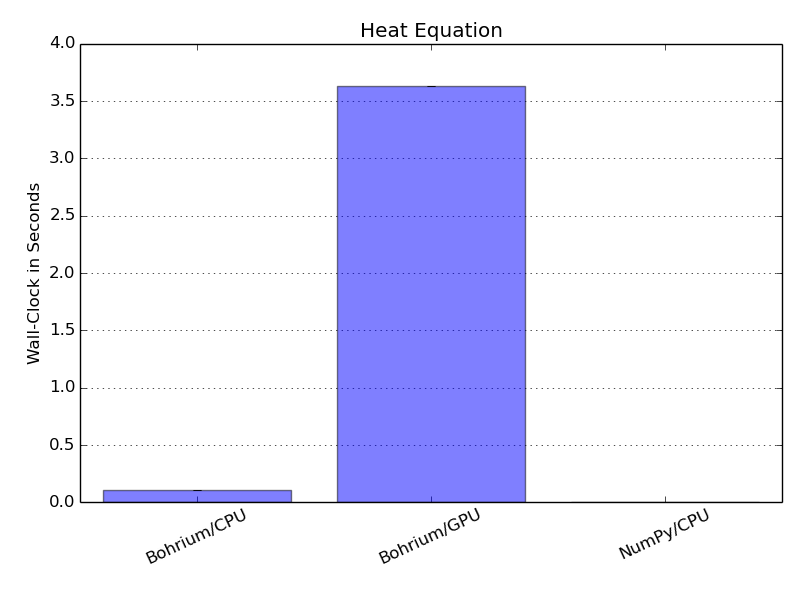 Heat Equation
4.0
3.5
3.0
2.5
2.0
1.5
1.0
0.5
0.0
Wall-Clock in Seconds
Bohrium/CPU
Bohrium/GPU
NumPy/CPU